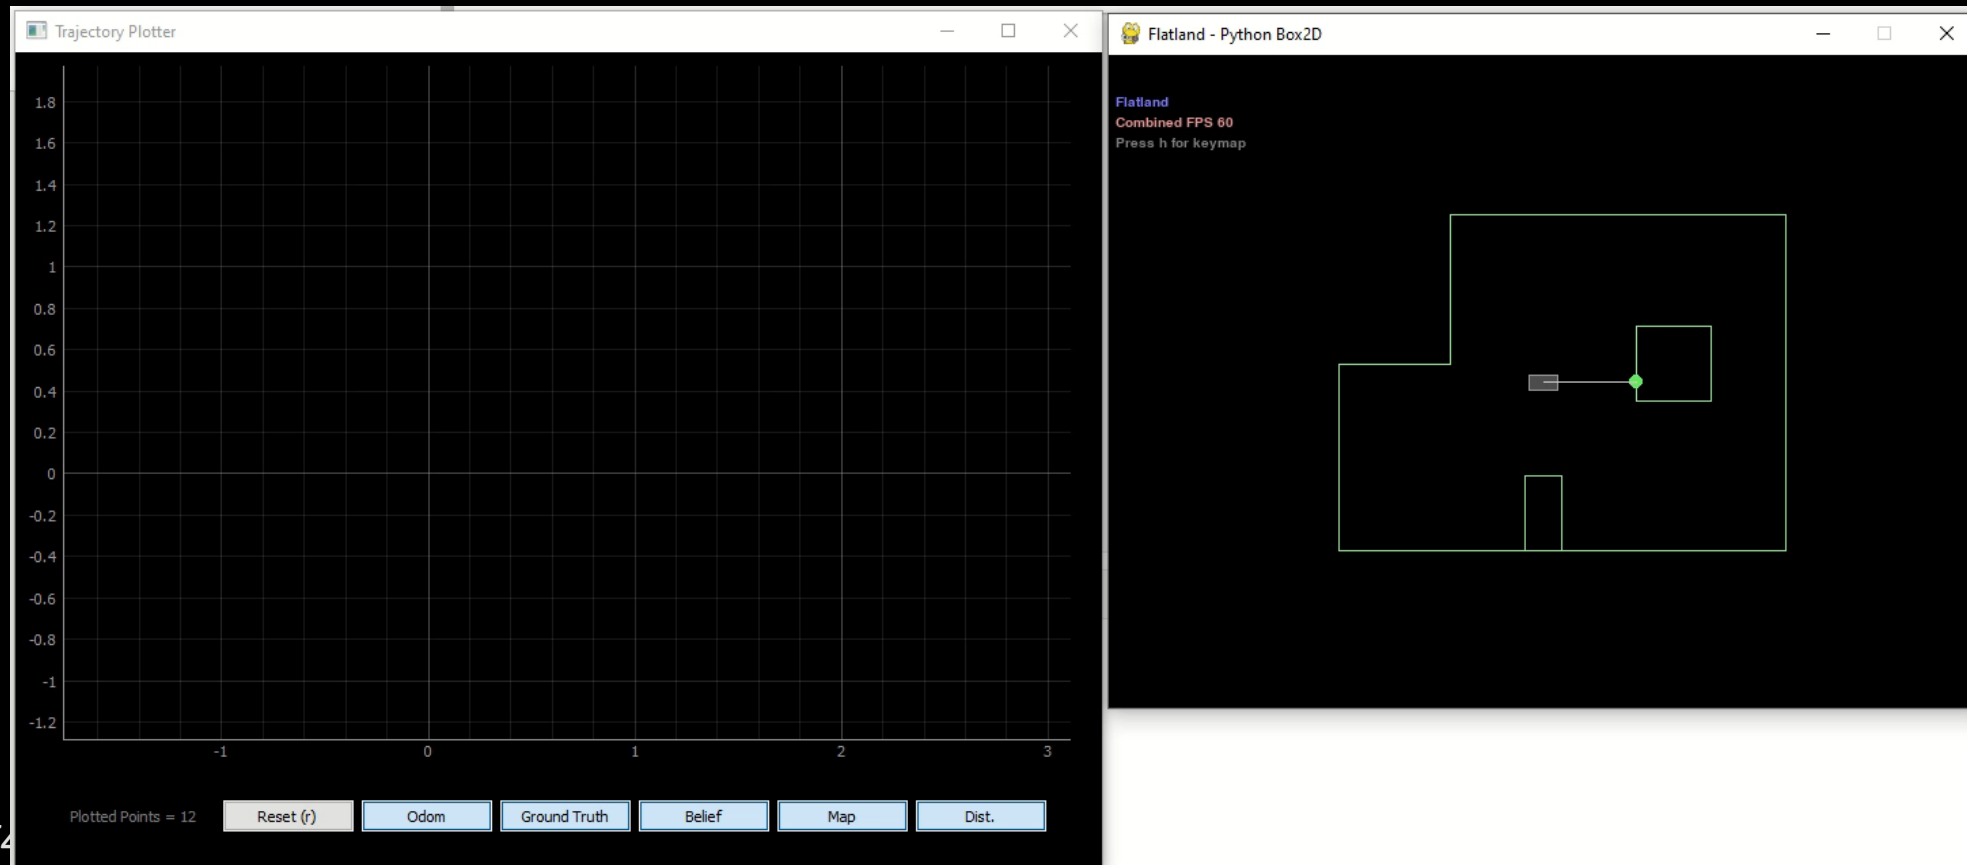 Trajectory Plotter
1.8
1.6
1.4
1.2
1
0.8
0.6
0.4
0.2
0
-0.2
-0.4
-0.6
-0.8
-1
-1.2
-1 0 1 2 3
Plotted Points = 12 Reset (r) Odom Ground Truth Belief Map Dist.
Flatland - Python Box2D
Flatland
Combined FPS 60
Press h for keymap